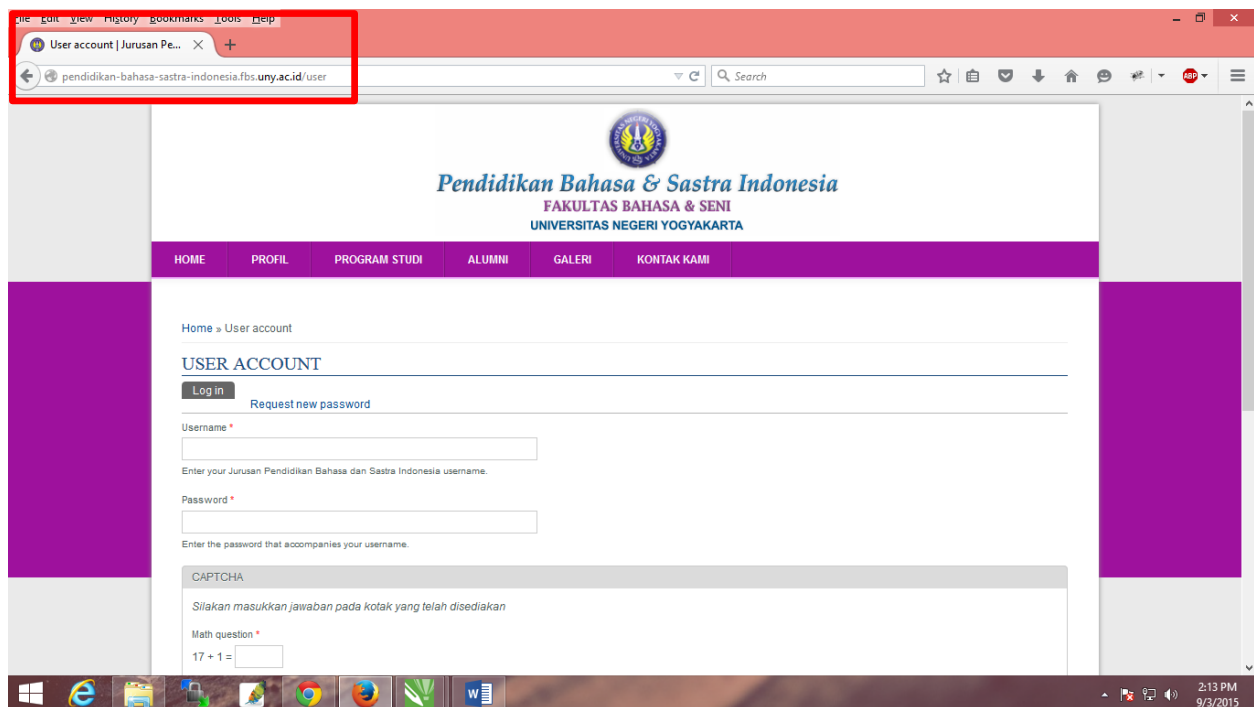 File Edit View History Bookmarks Tools Help
User account | Jurusan Pe...
pendidikan-bahasa-sastra-indonesia.fbs.uny.ac.id/user
Search
ABP
Pendidikan Bahasa & Sastra Indonesia
FAKULTAS BAHASA & SENI
UNIVERSITAS NEGERI YOGYAKARTA
HOME PROFIL PROGRAM STUDI ALUMNI GALERI KONTAK KAMI
Home » User account
USER ACCOUNT
Log in
Request new password
Username *
Enter your Jurusan Pendidikan Bahasa dan Sastra Indonesia username.
Password *
Enter the password that accompanies your username.
CAPTCHA
Silakan masukkan jawaban pada kotak yang telah disediakan
Math question *
17 + 1 =
2:13 PM
9/3/2015